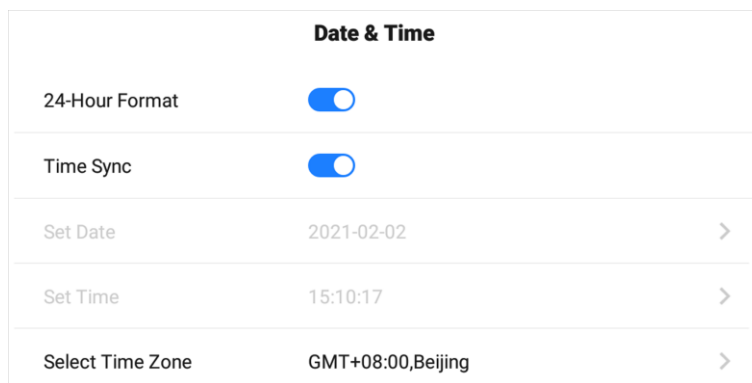 Date & Time
24-Hour Format
Time Sync
Set Date 2021-02-02
Set Time 15:10:17
Select Time Zone GMT+08:00,Beijing